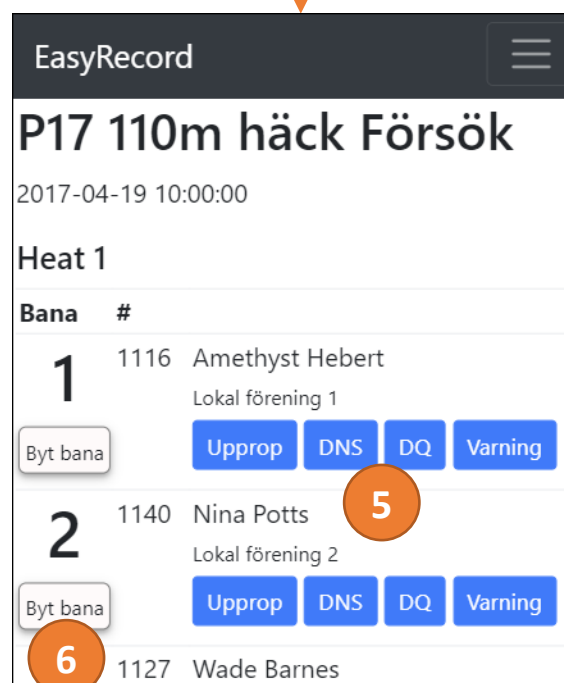 EasyRecord
P17 110m häck Försök
2017-04-19 10:00:00
Heat 1
Bana #
1 1116 Amethyst Hebert
Lokal förening 1
Byt bana Upprop DNS DQ Varning
5
2 1140 Nina Potts
Lokal förening 2
Byt bana Upprop DNS DQ Varning
6
1127 Wade Barnes